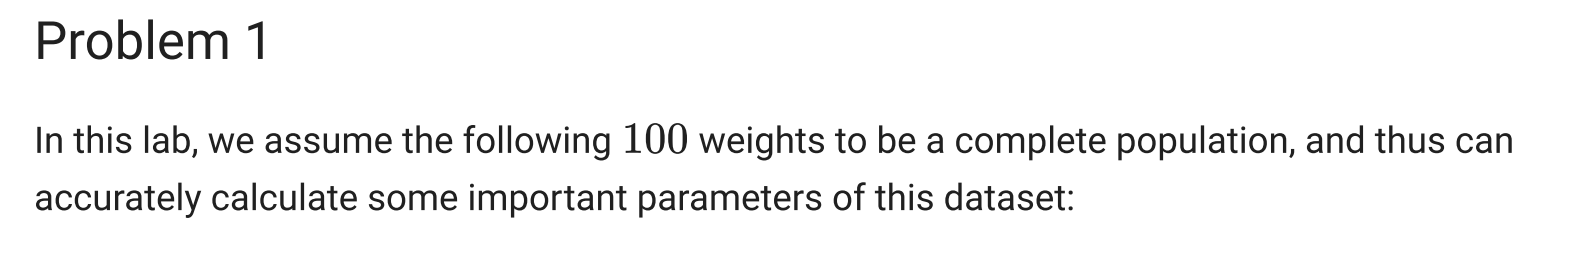 Problem 1
In this lab, we assume the following 100 weights to be a complete population, and thus can
accurately calculate some important parameters of this dataset: